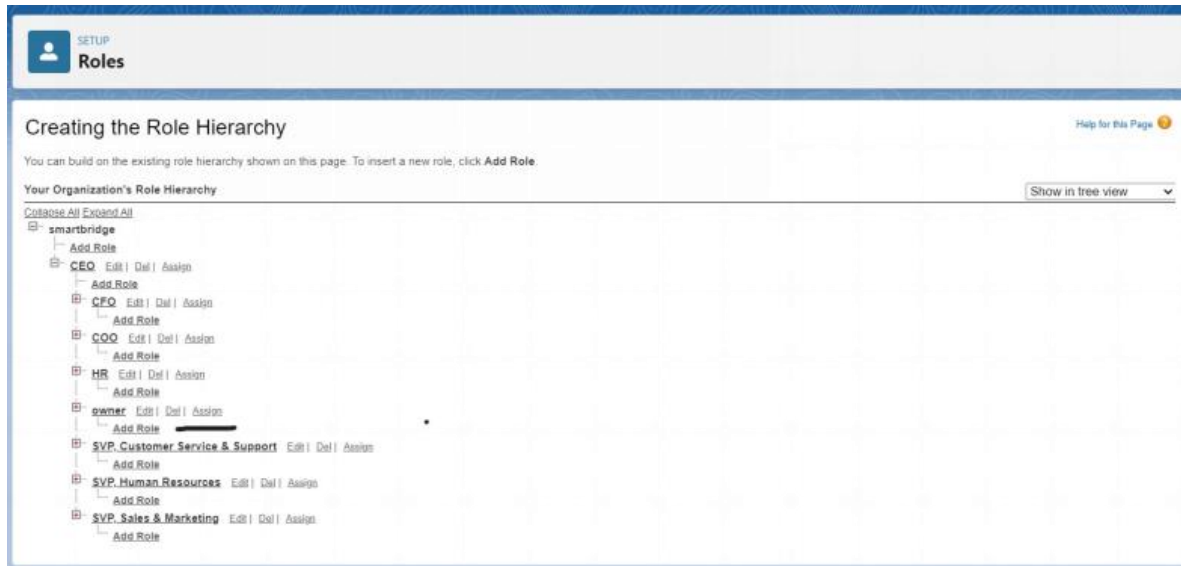 SETUP
Roles
Creating the Role Hierarchy
Help for this Page
You can build on the existing role hierarchy shown on this page. To insert a new role, click Add Role.
Your Organization's Role Hierarchy
Show in tree view
Collapse All Expand All
smartbridge
Add Role
CEO Edit | Del | Assign
Add Role
CFO Edit | Del | Assign
Add Role
COO Edit | Del | Assign
Add Role
HR Edit | Del | Assign
Add Role
owner Edit | Del | Assign
Add Role
SVP, Customer Service & Support Edit | Del | Assign
Add Role
SVP, Human Resources Edit | Del | Assign
Add Role
SVP, Sales & Marketing Edit | Del | Assign
Add Role